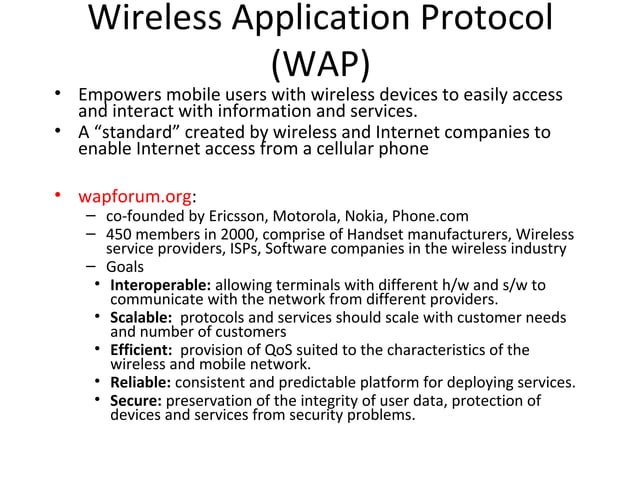 Wireless Application Protocol
(WAP)
• Empowers mobile users with wireless devices to easily access
and interact with information and services.
• A “standard” created by wireless and Internet companies to
enable Internet access from a cellular phone
• wapforum.org:
– co-founded by Ericsson, Motorola, Nokia, Phone.com
– 450 members in 2000, comprise of Handset manufacturers, Wireless
service providers, ISPs, Software companies in the wireless industry
– Goals
• Interoperable: allowing terminals with different h/w and s/w to
communicate with the network from different providers.
• Scalable: protocols and services should scale with customer needs
and number of customers
• Efficient: provision of QoS suited to the characteristics of the
wireless and mobile network.
• Reliable: consistent and predictable platform for deploying services.
• Secure: preservation of the integrity of user data, protection of
devices and services from security problems.